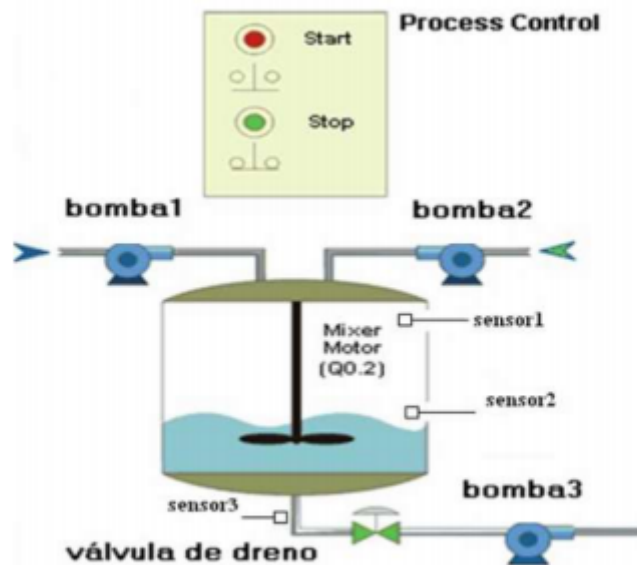 Process Control
Start
Stop
bomba1
bomba2
sensor1
Mixer
Motor
(Q0.2)
sensor2
sensor3
bomba3
válvula de dreno